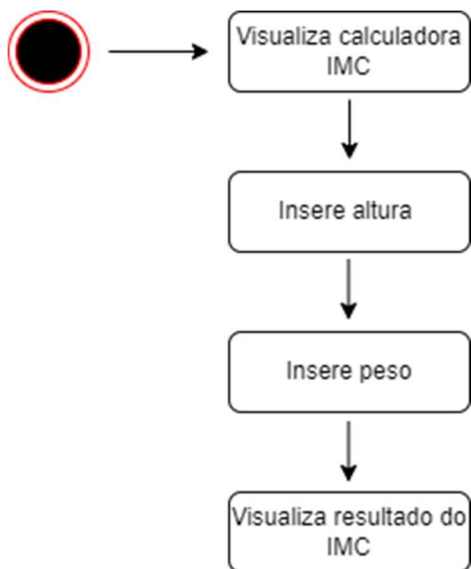 Visualiza calculadora
IMC
Insere altura
Insere peso
Visualiza resultado do
IMC